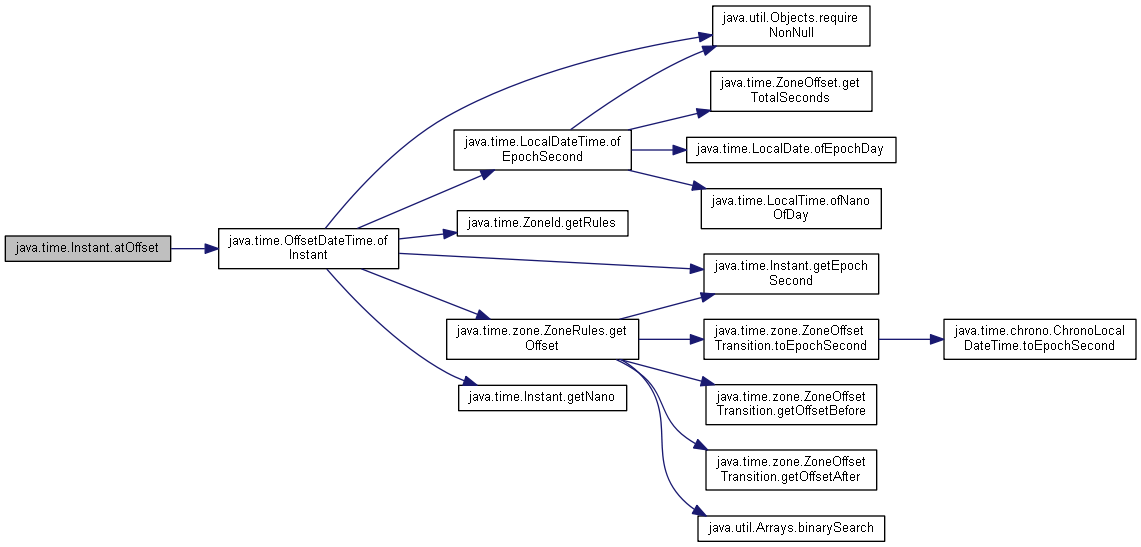 java.util.Objects.require
NonNull
java.time.ZoneOffset.get
TotalSeconds
java.time.LocalDateTime.of
EpochSecond
java.time.LocalDate.ofEpochDay
java.time.LocalTime.ofNano
OfDay
java.time.ZoneId.getRules
java.time.Instant.atOffset
java.time.OffsetDateTime.of
Instant
java.time.Instant.getEpoch
Second
java.time.zone.ZoneRules.get
Offset
java.time.zone.ZoneOffset
Transition.toEpochSecond
java.time.chrono.ChronoLocal
DateTime.toEpochSecond
java.time.Instant.getNano
java.time.zone.ZoneOffset
Transition.getOffsetBefore
java.time.zone.ZoneOffset
Transition.getOffsetAfter
java.util.Arrays.binarySearch